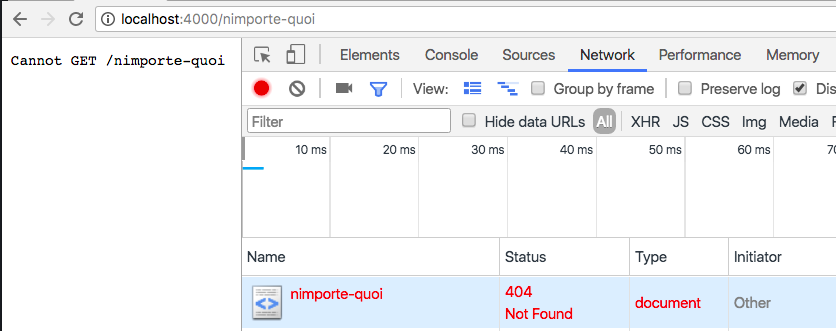 localhost:4000/nimporte-quoi
Cannot GET /nimporte-quoi
Elements Console Sources Network Performance Memory
View: Group by frame Preserve log Dis
Filter Hide data URLs All XHR JS CSS Img Media F
10 ms 20 ms 30 ms 40 ms 50 ms 60 ms 70
Name Status Type Initiator
nimporte-quoi 404 document Other
Not Found